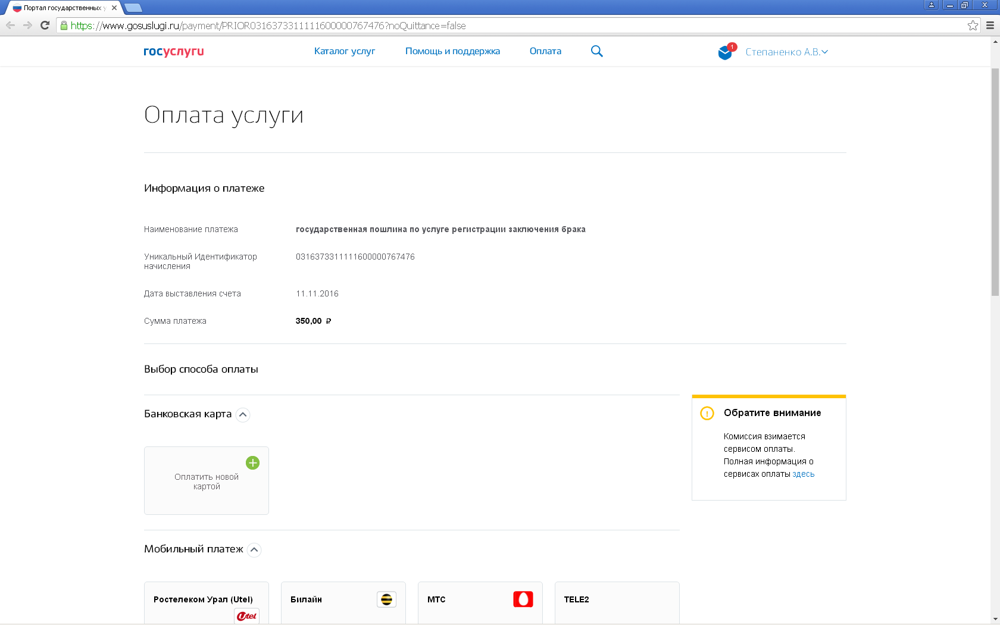 Портал государственных у
https://www.gosuslugi.ru/payment/PRIOR0316373311111600000767476?noQuittance=false
госуслуги
Каталог услуг
Помощь и поддержка
Оплата
1
Степаненко А.В.
Оплата услуги
Информация о платеже
Наименование платежа
государственная пошлина по услуге регистрации заключения брака
Уникальный Идентификатор
начисления
0316373311111600000767476
Дата выставления счета
11.11.2016
Сумма платежа
350,00 ₽
Выбор способа оплаты
Банковская карта
Оплатить новой
картой
Обратите внимание
Комиссия взимается
сервисом оплаты.
Полная информация о
сервисах оплаты здесь
Мобильный платеж
Ростелеком Урал (Utel)
Utel
Билайн
МТС
TELE2